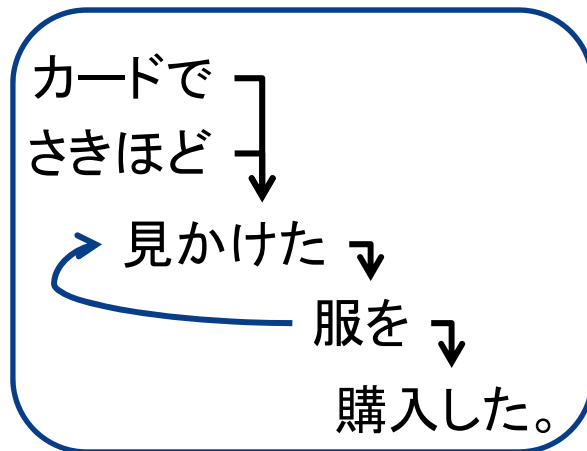 カードで
さきほど
見かけた
服を
購入した。